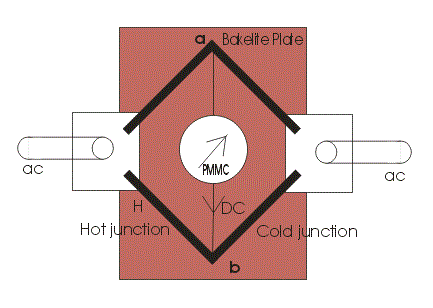 a Bakelite Plate
PMMC
ac
ac
H
DC
Hot junction
Cold junction
b